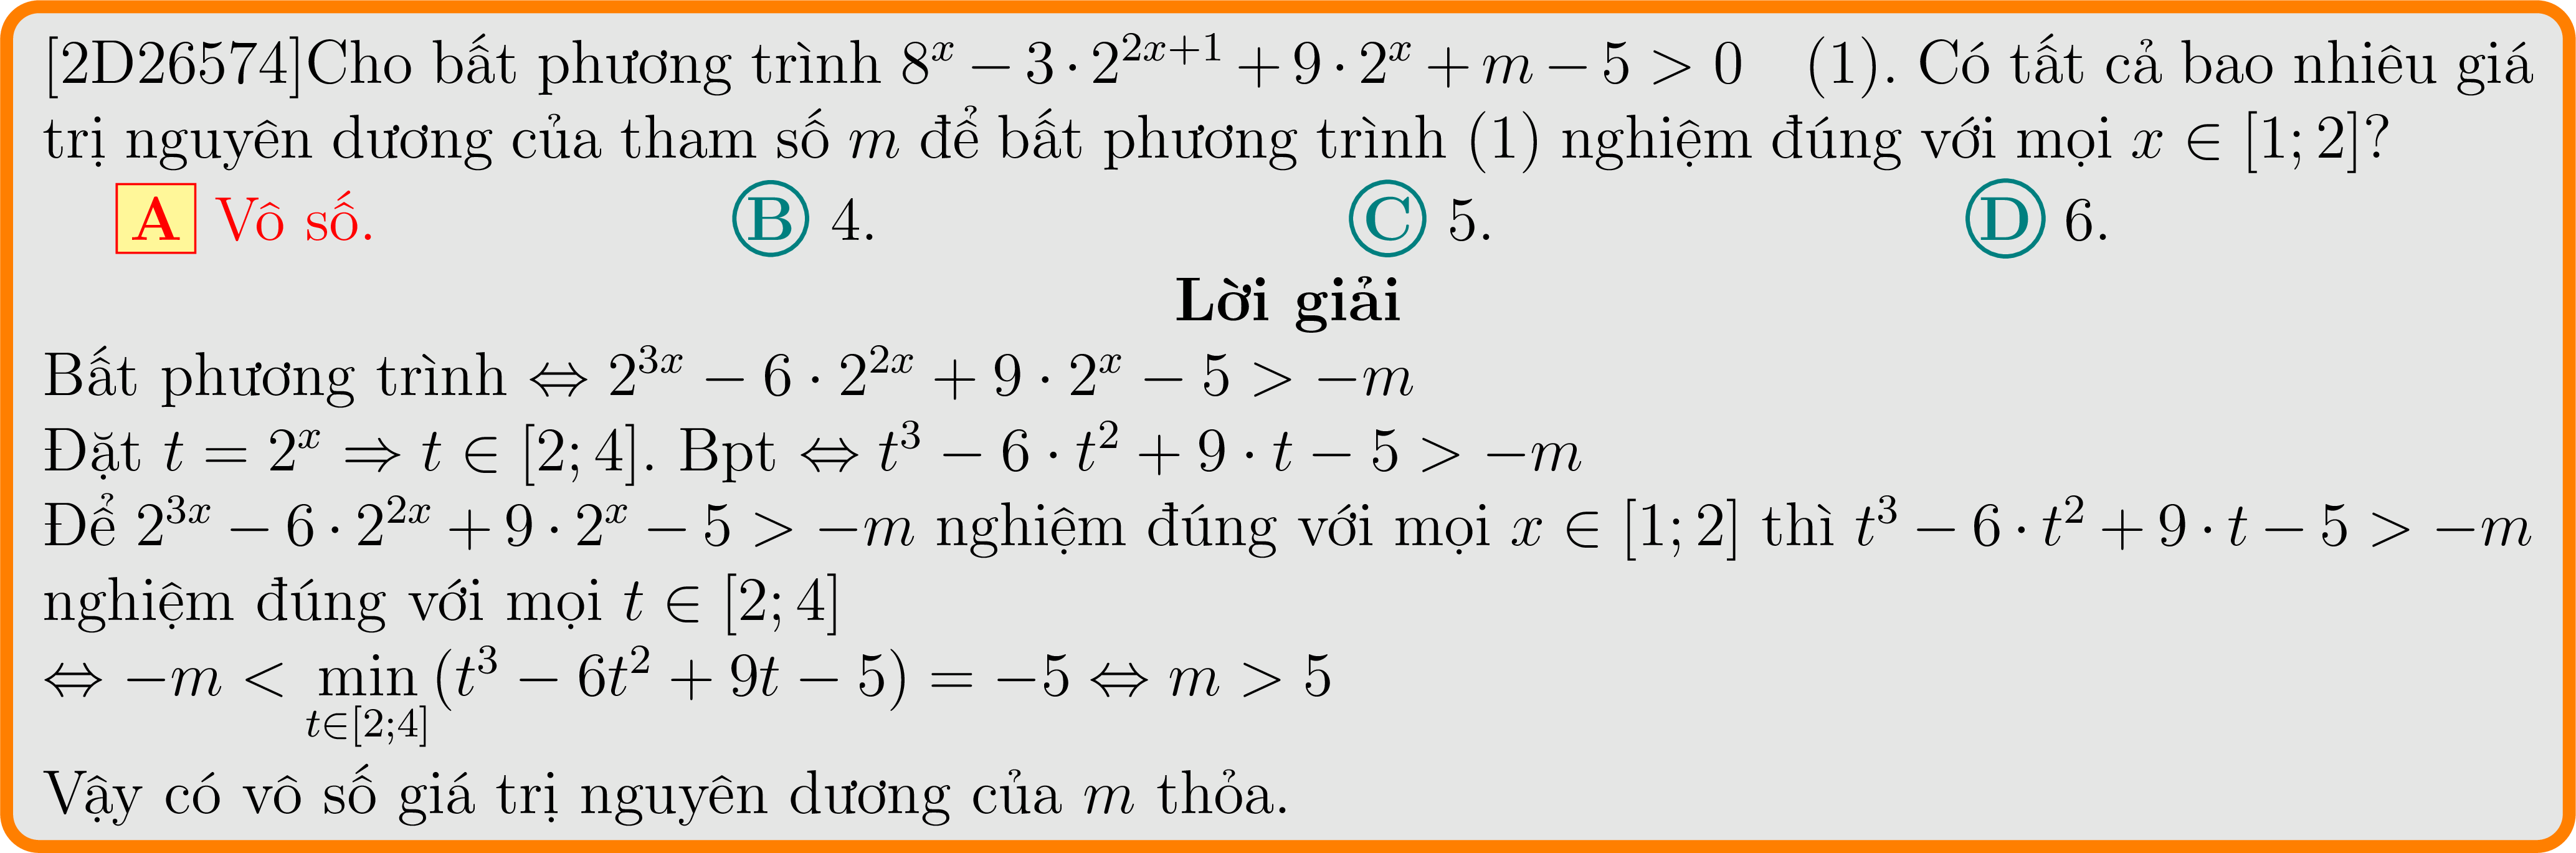 [2D26574]Cho bất phương trình $8^x - 3 \cdot 2^{2x+1} + 9 \cdot 2^x + m - 5 > 0$ (1). Có tất cả bao nhiêu giá
trị nguyên dương của tham số $m$ để bất phương trình (1) nghiệm đúng với mọi $x \in [1; 2]$?
A Vô số. B 4. C 5. D 6.
Lời giải
Bất phương trình $\Leftrightarrow 2^{3x} - 6 \cdot 2^{2x} + 9 \cdot 2^x - 5 > -m$
Đặt $t = 2^x \Rightarrow t \in [2; 4]$. Bpt $\Leftrightarrow t^3 - 6 \cdot t^2 + 9 \cdot t - 5 > -m$
Để $2^{3x} - 6 \cdot 2^{2x} + 9 \cdot 2^x - 5 > -m$ nghiệm đúng với mọi $x \in [1; 2]$ thì $t^3 - 6 \cdot t^2 + 9 \cdot t - 5 > -m$
nghiệm đúng với mọi $t \in [2; 4]$
$\Leftrightarrow -m < \min_{t \in [2;4]} (t^3 - 6t^2 + 9t - 5) = -5 \Leftrightarrow m > 5$
Vậy có vô số giá trị nguyên dương của $m$ thỏa.